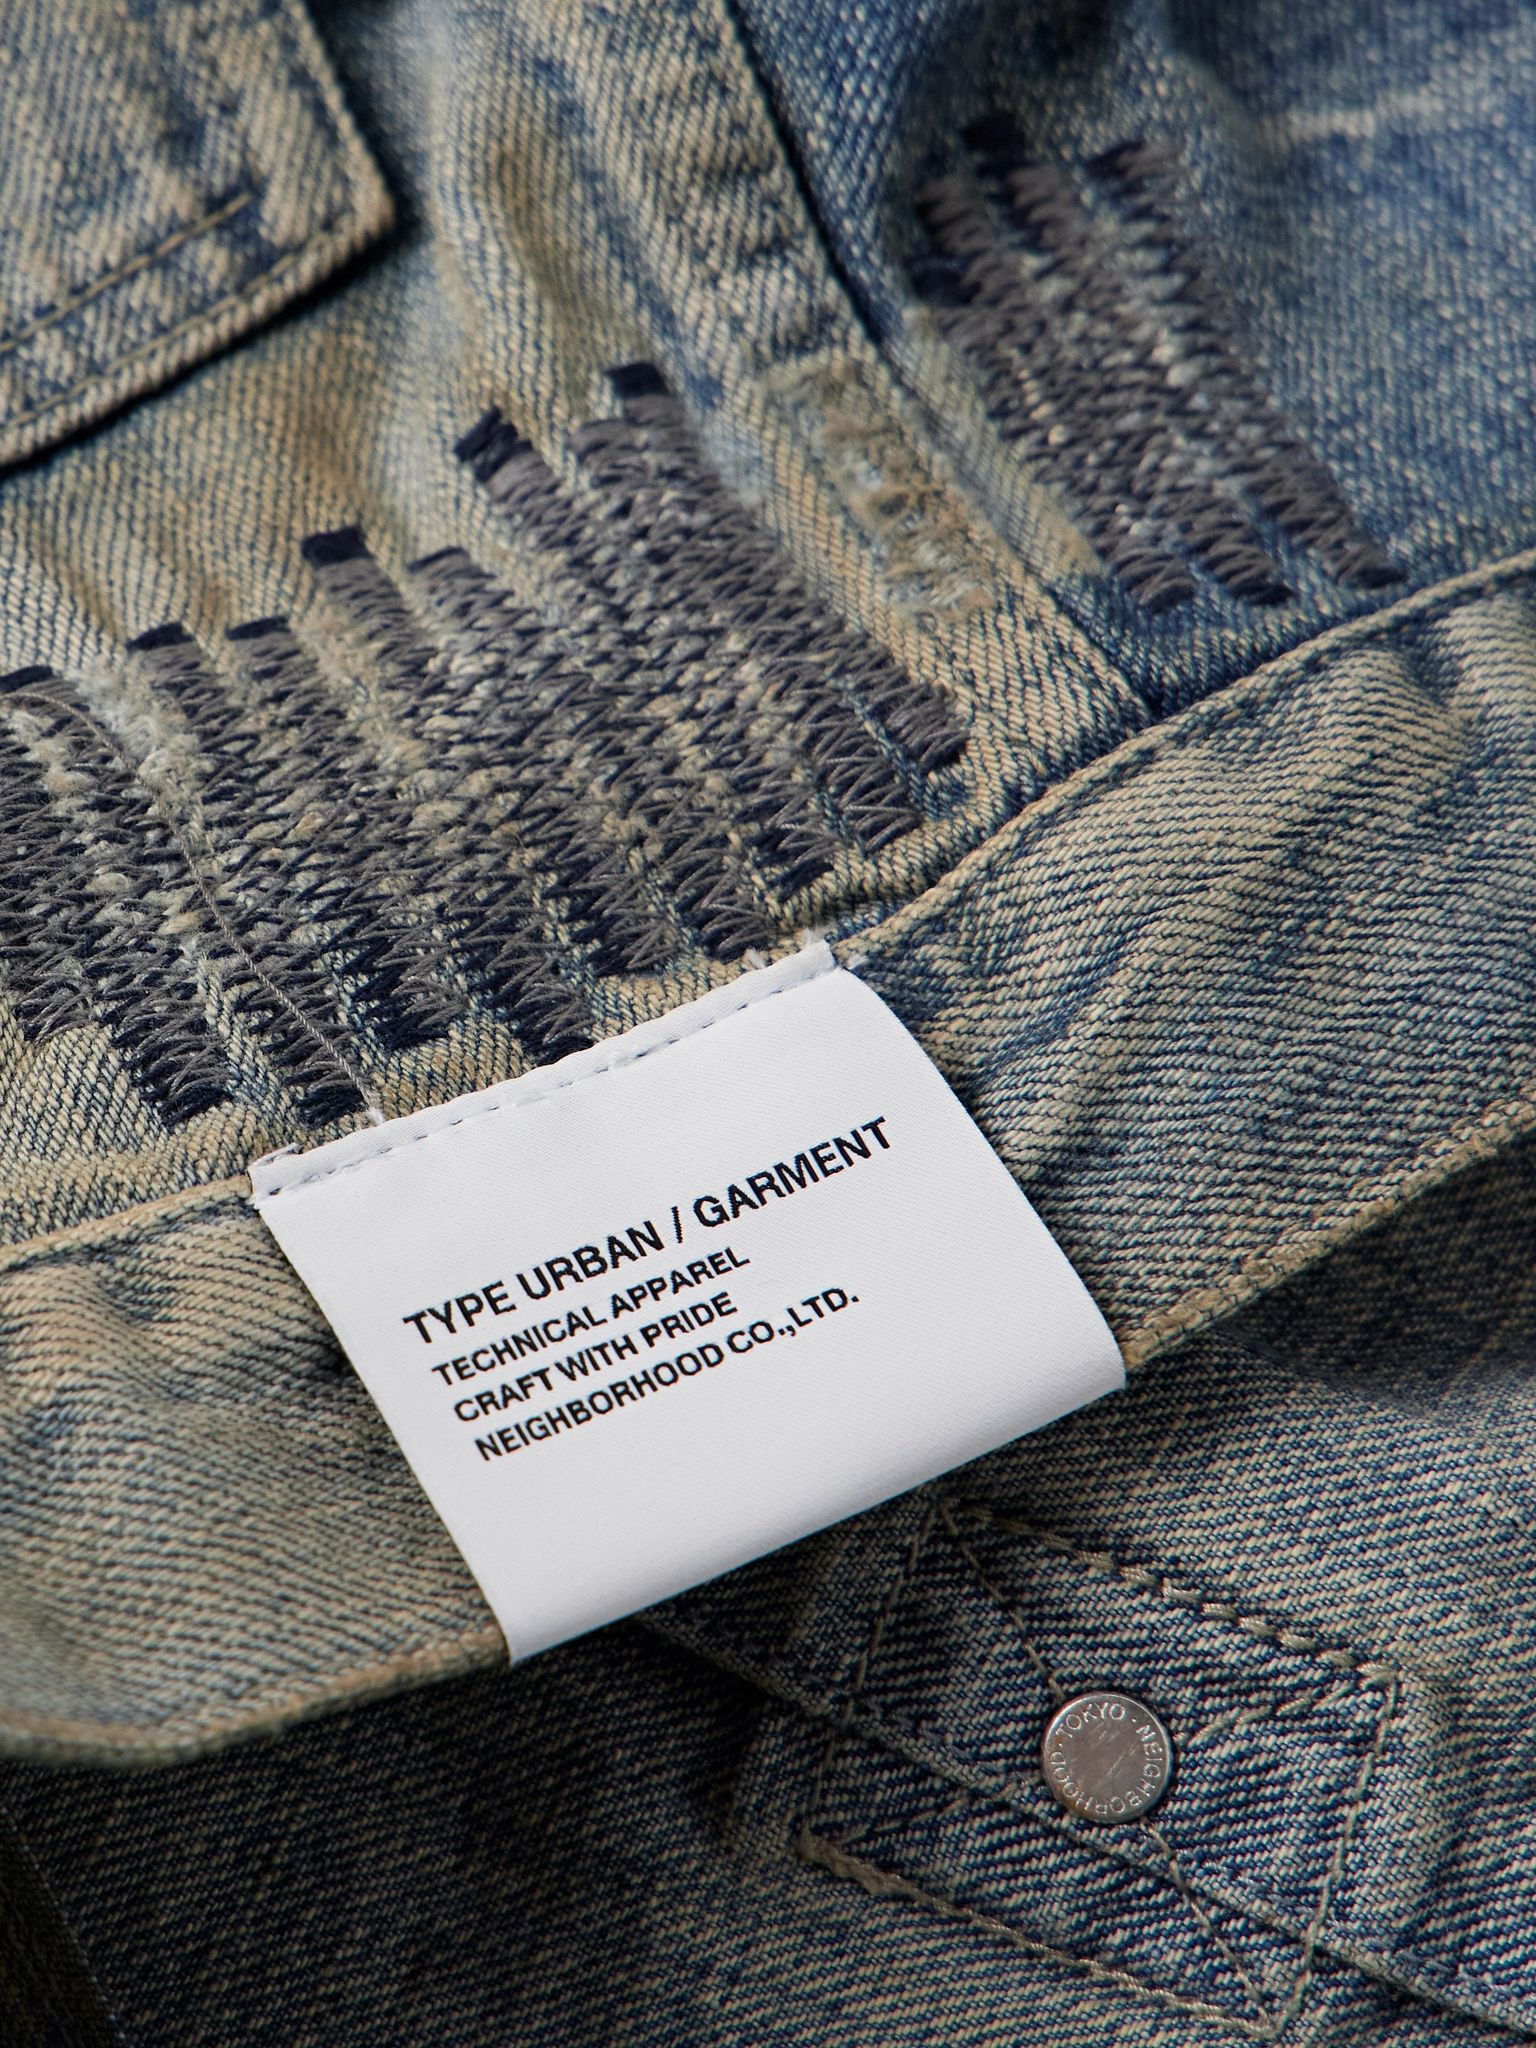 TYPE URBAN / GARMENT
TECHNICAL APPAREL
CRAFT WITH PRIDE
NEIGHBORHOOD CO.,LTD.
· TOKYO · NEIGHBORHOOD